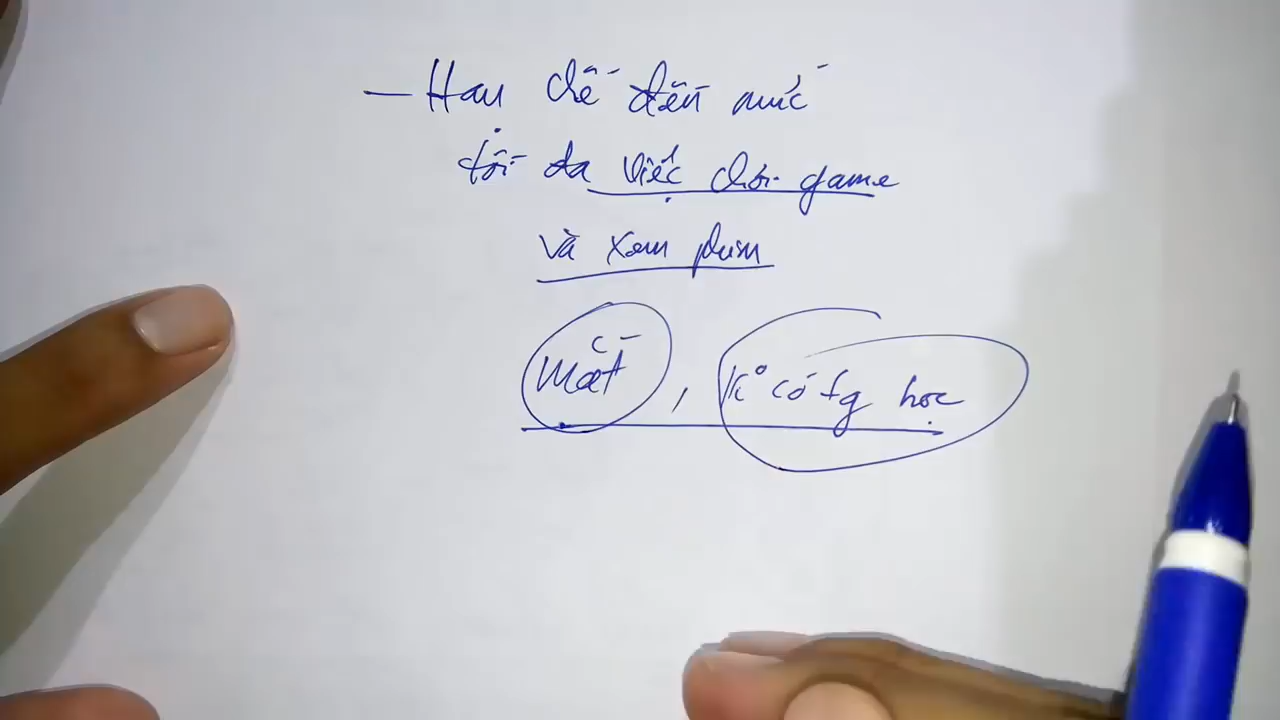 - Hạn chế đến mức
tối đa việc chơi game
và xem phim
mắt, k° có tg học